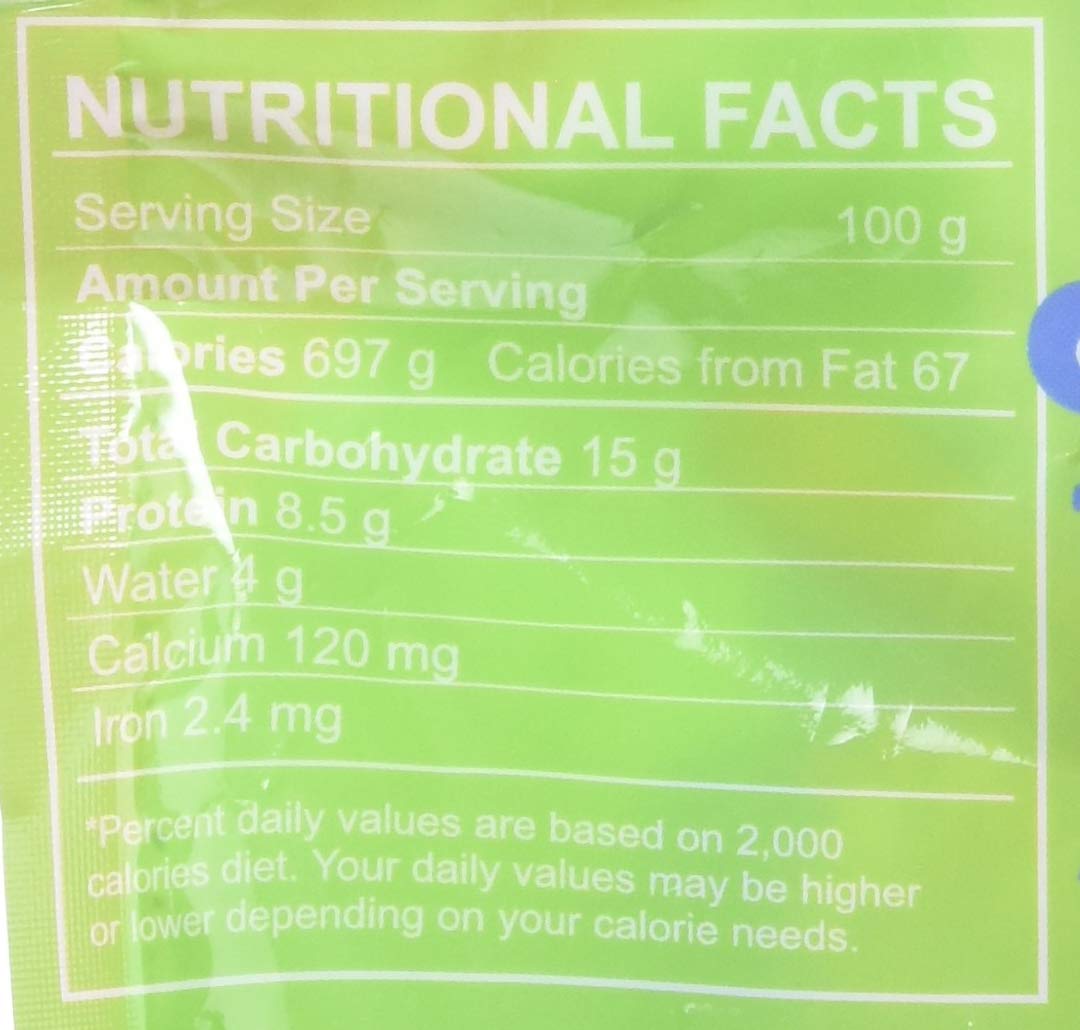 NUTRITIONAL FACTS
Serving Size 100 g
Amount Per Serving
Calories 697 g Calories from Fat 67
Total Carbohydrate 15 g
Protein 8.5 g
Water 4 g
Calcium 120 mg
Iron 2.4 mg
*Percent daily values are based on 2,000
calories diet. Your daily values may be higher
or lower depending on your calorie needs.